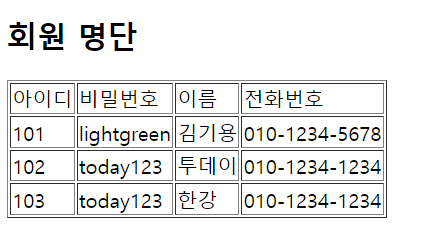 회원 명단
아이디 비밀번호 이름 전화번호
101 lightgreen 김기용 010-1234-5678
102 today123 투데이 010-1234-1234
103 today123 한강 010-1234-1234